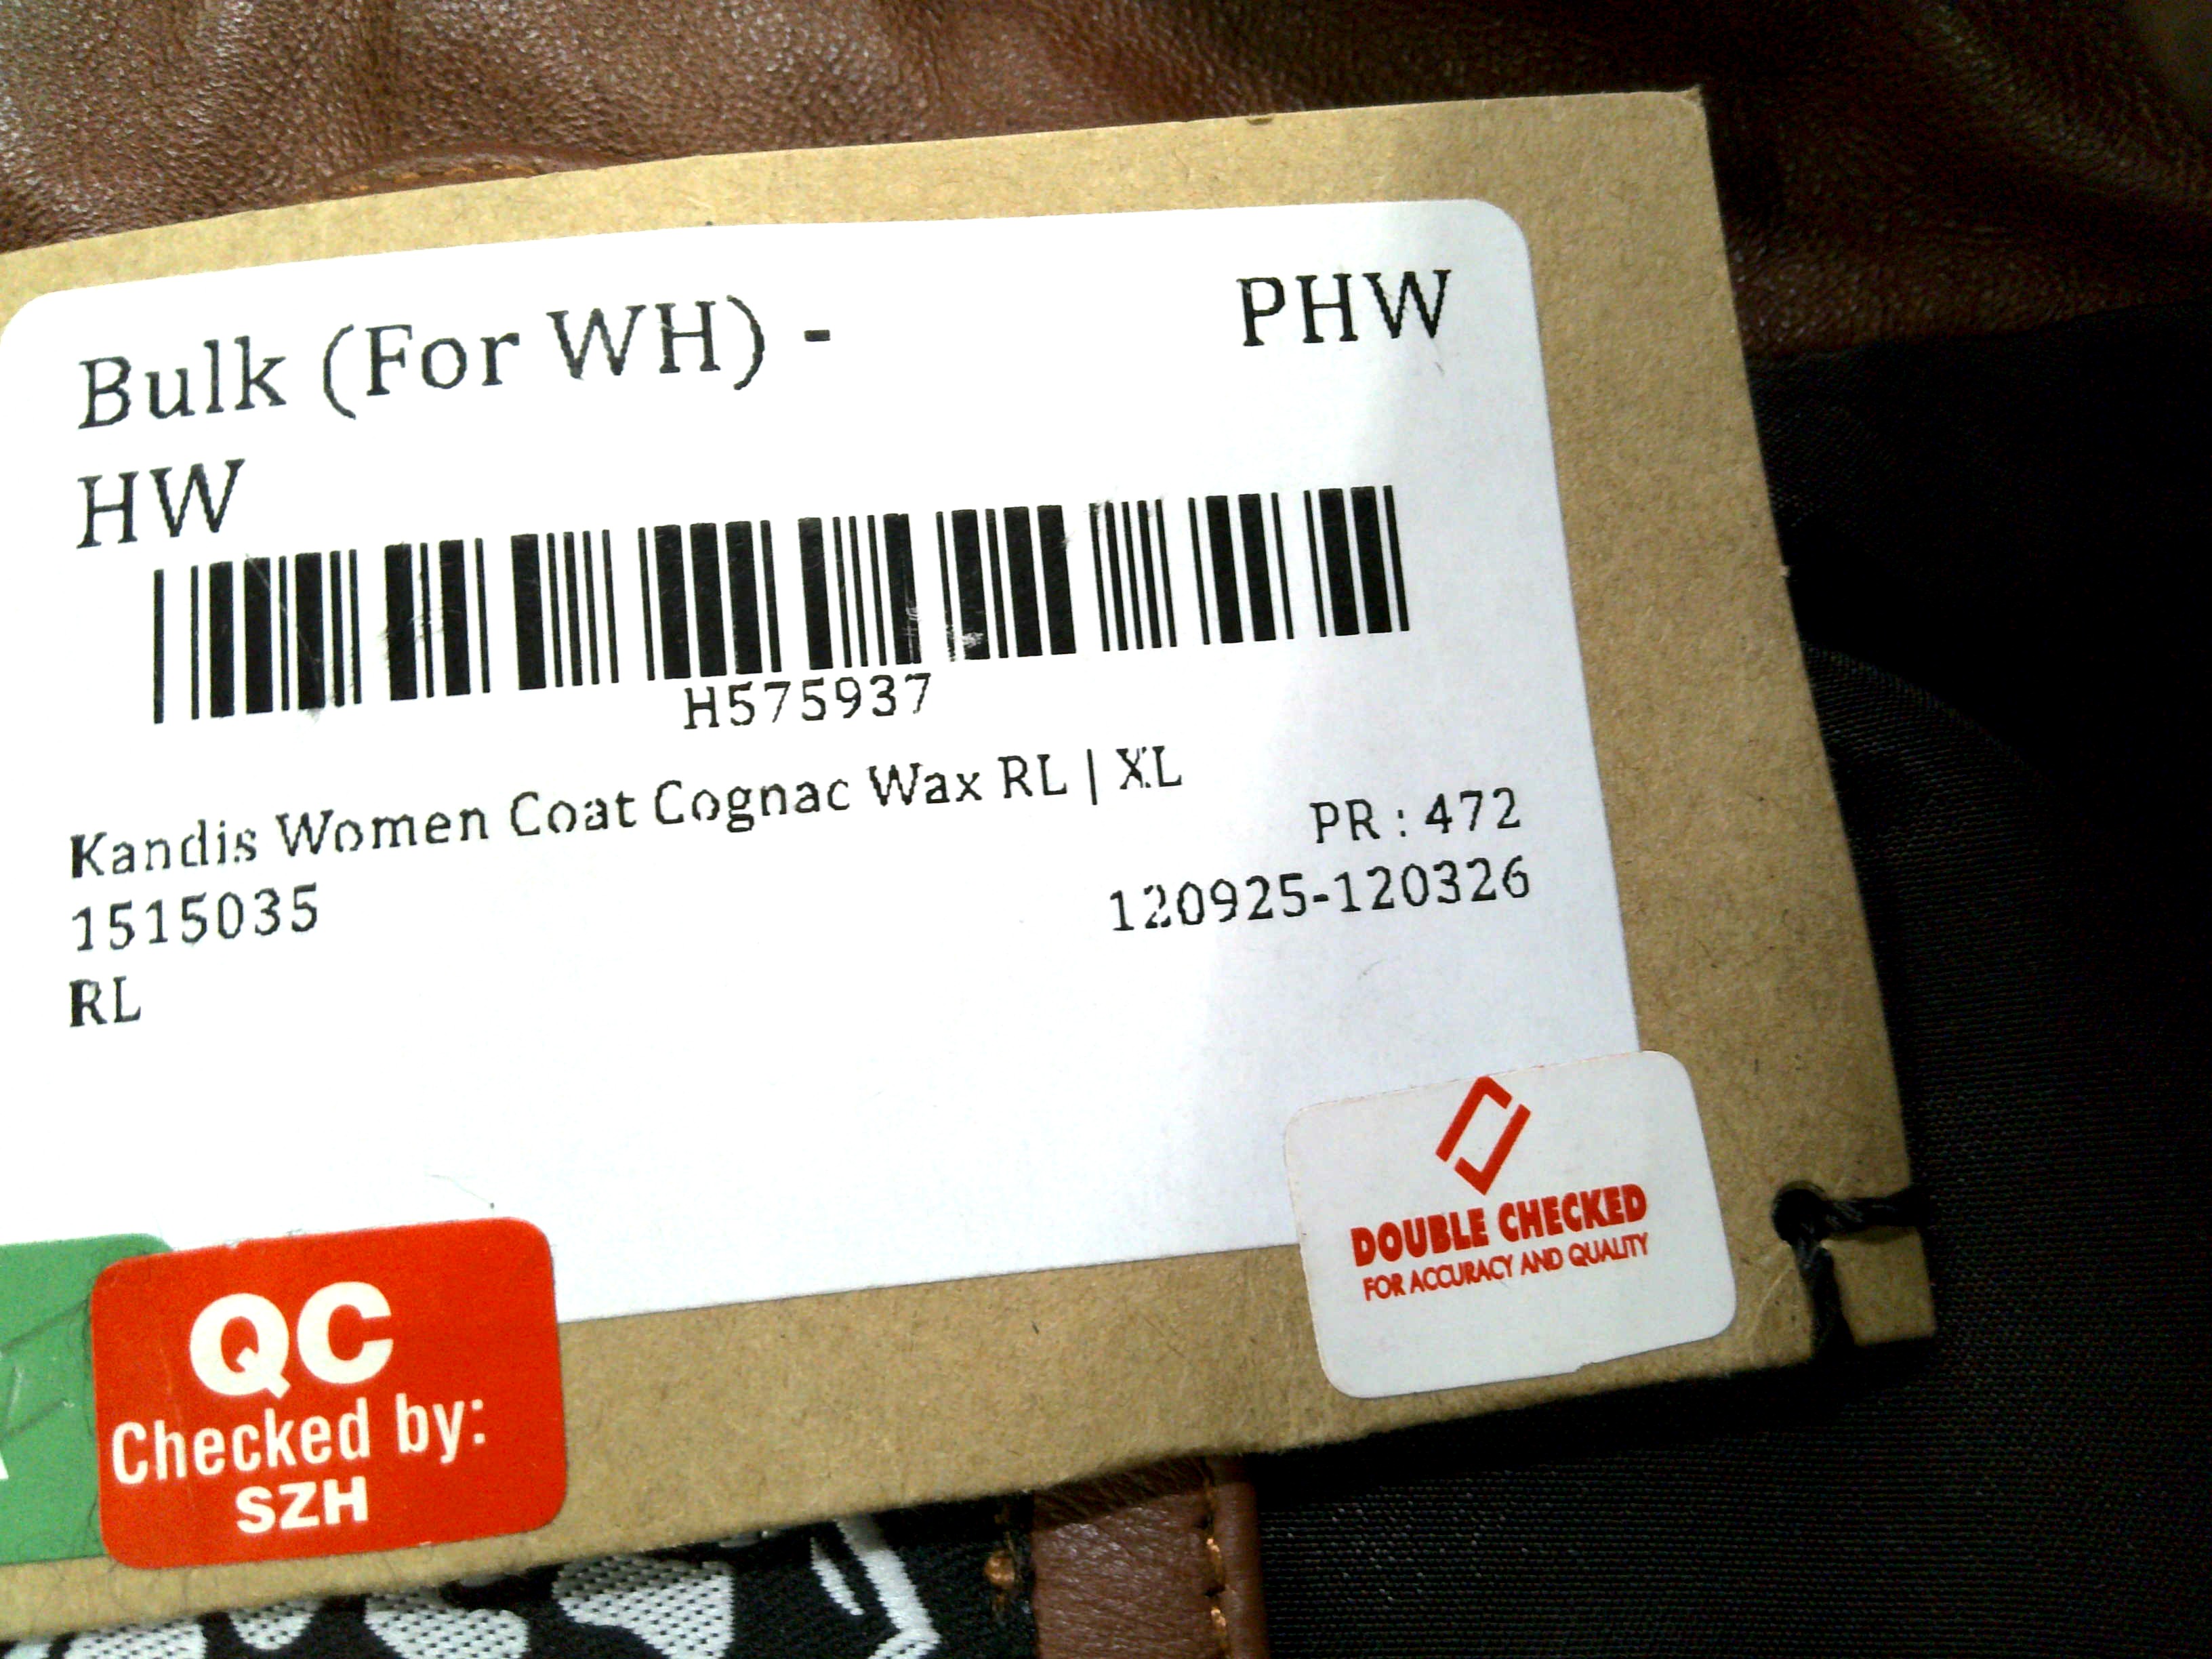 Bulk (For WH) - PHW
HW
H575937
Kandis Women Coat Cognac Wax RL | XL
PR : 472
1515035 120925-120326
RL
DOUBLE CHECKED
FOR ACCURACY AND QUALITY
QC
Checked by:
SZH